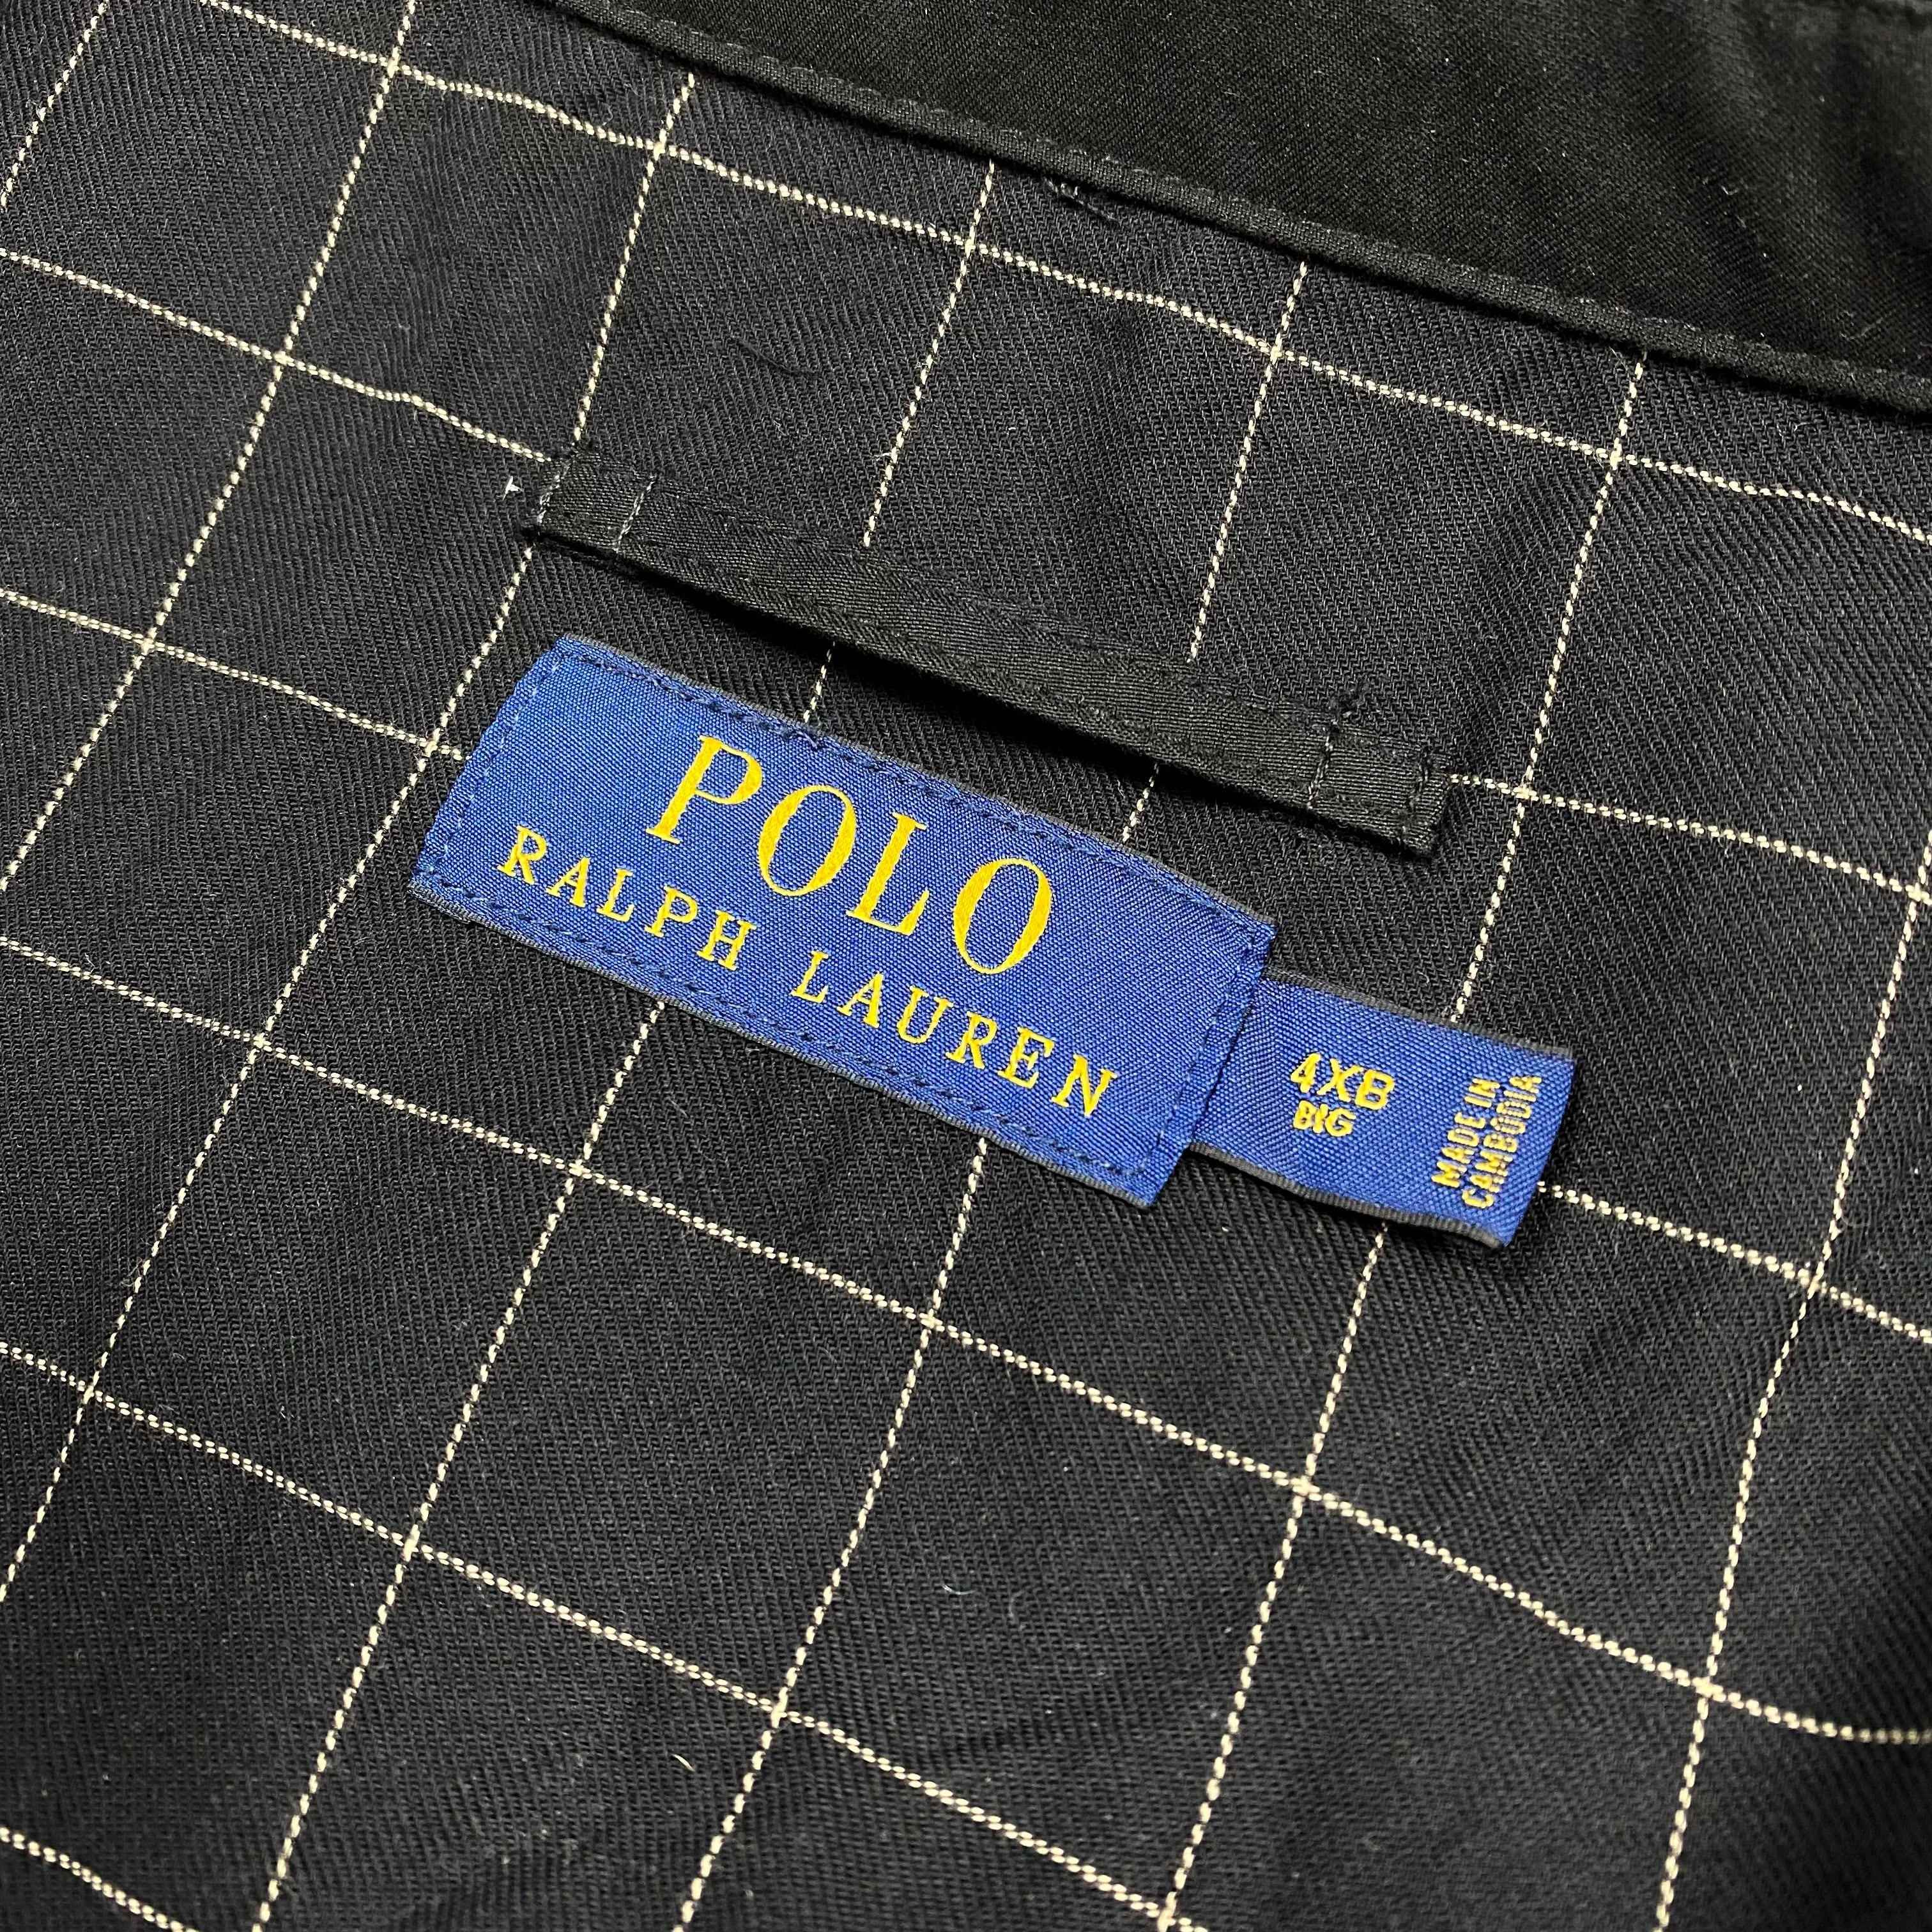 POLO
RALPH LAUREN
4XB
BIG
MADE IN
CAMBODIA